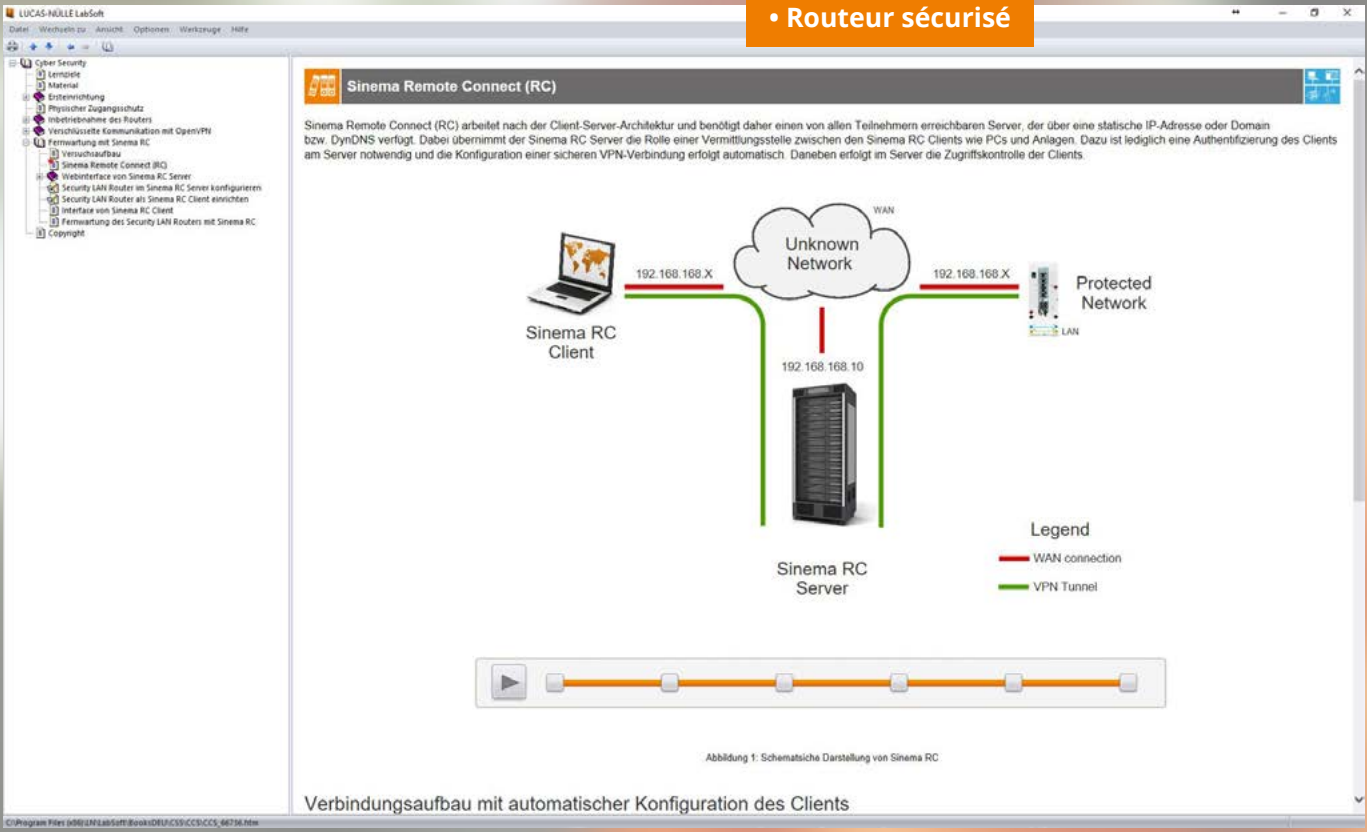 LUCAS-NÜLLE LabSoft
• Routeur sécurisé
Datei Wechseln zu Ansicht Optionen Werkzeuge Hilfe
Cyber Security
Lernziele
Material
Ersteinrichtung
Physischer Zugangsschutz
Inbetriebnahme des Routers
Verschlüsselte Kommunikation mit OpenVPN
Fernwartung mit Sinema RC
Versuchsaufbau
Sinema Remote Connect (RC)
Webinterface von Sinema RC Server
Security LAN Router im Sinema RC Server konfigurieren
Security LAN Router als Sinema RC Client einrichten
Interface von Sinema RC Client
Fernwartung des Security LAN Routers mit Sinema RC
Copyright
Sinema Remote Connect (RC)
Sinema Remote Connect (RC) arbeitet nach der Client-Server-Architektur und benötigt daher einen von allen Teilnehmern erreichbaren Server, der über eine statische IP-Adresse oder Domain
bzw. DynDNS verfügt. Dabei übernimmt der Sinema RC Server die Rolle einer Vermittlungsstelle zwischen den Sinema RC Clients wie PCs und Anlagen. Dazu ist lediglich eine Authentifizierung des Clients
am Server notwendig und die Konfiguration einer sicheren VPN-Verbindung erfolgt automatisch. Daneben erfolgt im Server die Zugriffskontrolle der Clients.
WAN
Unknown
Network
192.168.168.X
192.168.168.X
Protected
Network
LAN
Sinema RC
Client
192.168.168.10
Legend
WAN connection
VPN Tunnel
Sinema RC
Server
Abbildung 1: Schematsiche Darstellung von Sinema RC
Verbindungsaufbau mit automatischer Konfiguration des Clients
C:\Program Files (x86)\LN\LabSoft\BooksDEU\CSS\CCS\CCS_66756.htm